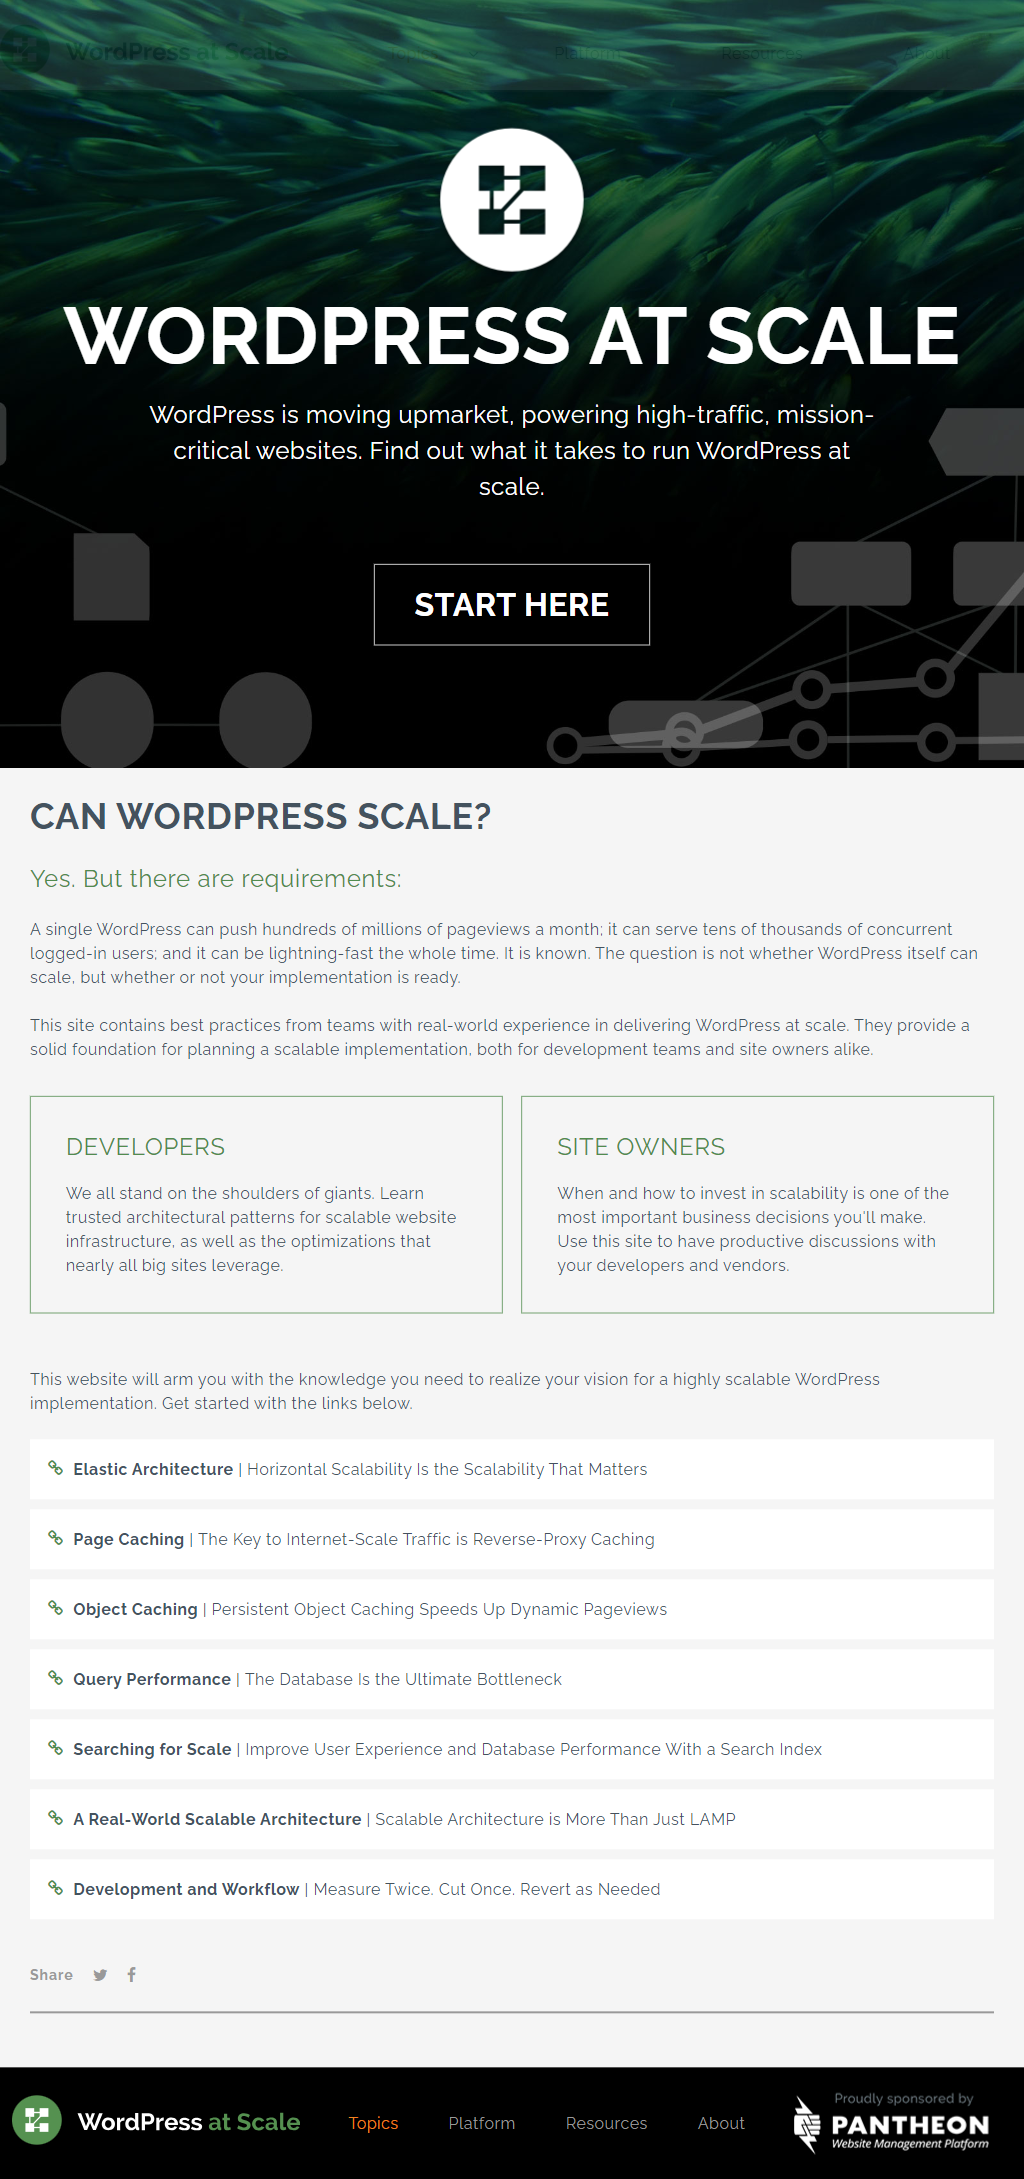 WordPress at Scale Topics Platform Resources About
WORDPRESS AT SCALE
WordPress is moving upmarket, powering high-traffic, mission-
critical websites. Find out what it takes to run WordPress at
scale.
START HERE
CAN WORDPRESS SCALE?
Yes. But there are requirements:
A single WordPress can push hundreds of millions of pageviews a month; it can serve tens of thousands of concurrent
logged-in users; and it can be lightning-fast the whole time. It is known. The question is not whether WordPress itself can
scale, but whether or not your implementation is ready.
This site contains best practices from teams with real-world experience in delivering WordPress at scale. They provide a
solid foundation for planning a scalable implementation, both for development teams and site owners alike.
DEVELOPERS
We all stand on the shoulders of giants. Learn
trusted architectural patterns for scalable website
infrastructure, as well as the optimizations that
nearly all big sites leverage.
SITE OWNERS
When and how to invest in scalability is one of the
most important business decisions you'll make.
Use this site to have productive discussions with
your developers and vendors.
This website will arm you with the knowledge you need to realize your vision for a highly scalable WordPress
implementation. Get started with the links below.
Elastic Architecture | Horizontal Scalability Is the Scalability That Matters
Page Caching | The Key to Internet-Scale Traffic is Reverse-Proxy Caching
Object Caching | Persistent Object Caching Speeds Up Dynamic Pageviews
Query Performance | The Database Is the Ultimate Bottleneck
Searching for Scale | Improve User Experience and Database Performance With a Search Index
A Real-World Scalable Architecture | Scalable Architecture is More Than Just LAMP
Development and Workflow | Measure Twice. Cut Once. Revert as Needed
Share
WordPress at Scale Topics Platform Resources About
Proudly sponsored by
PANTHEON
Website Management Platform